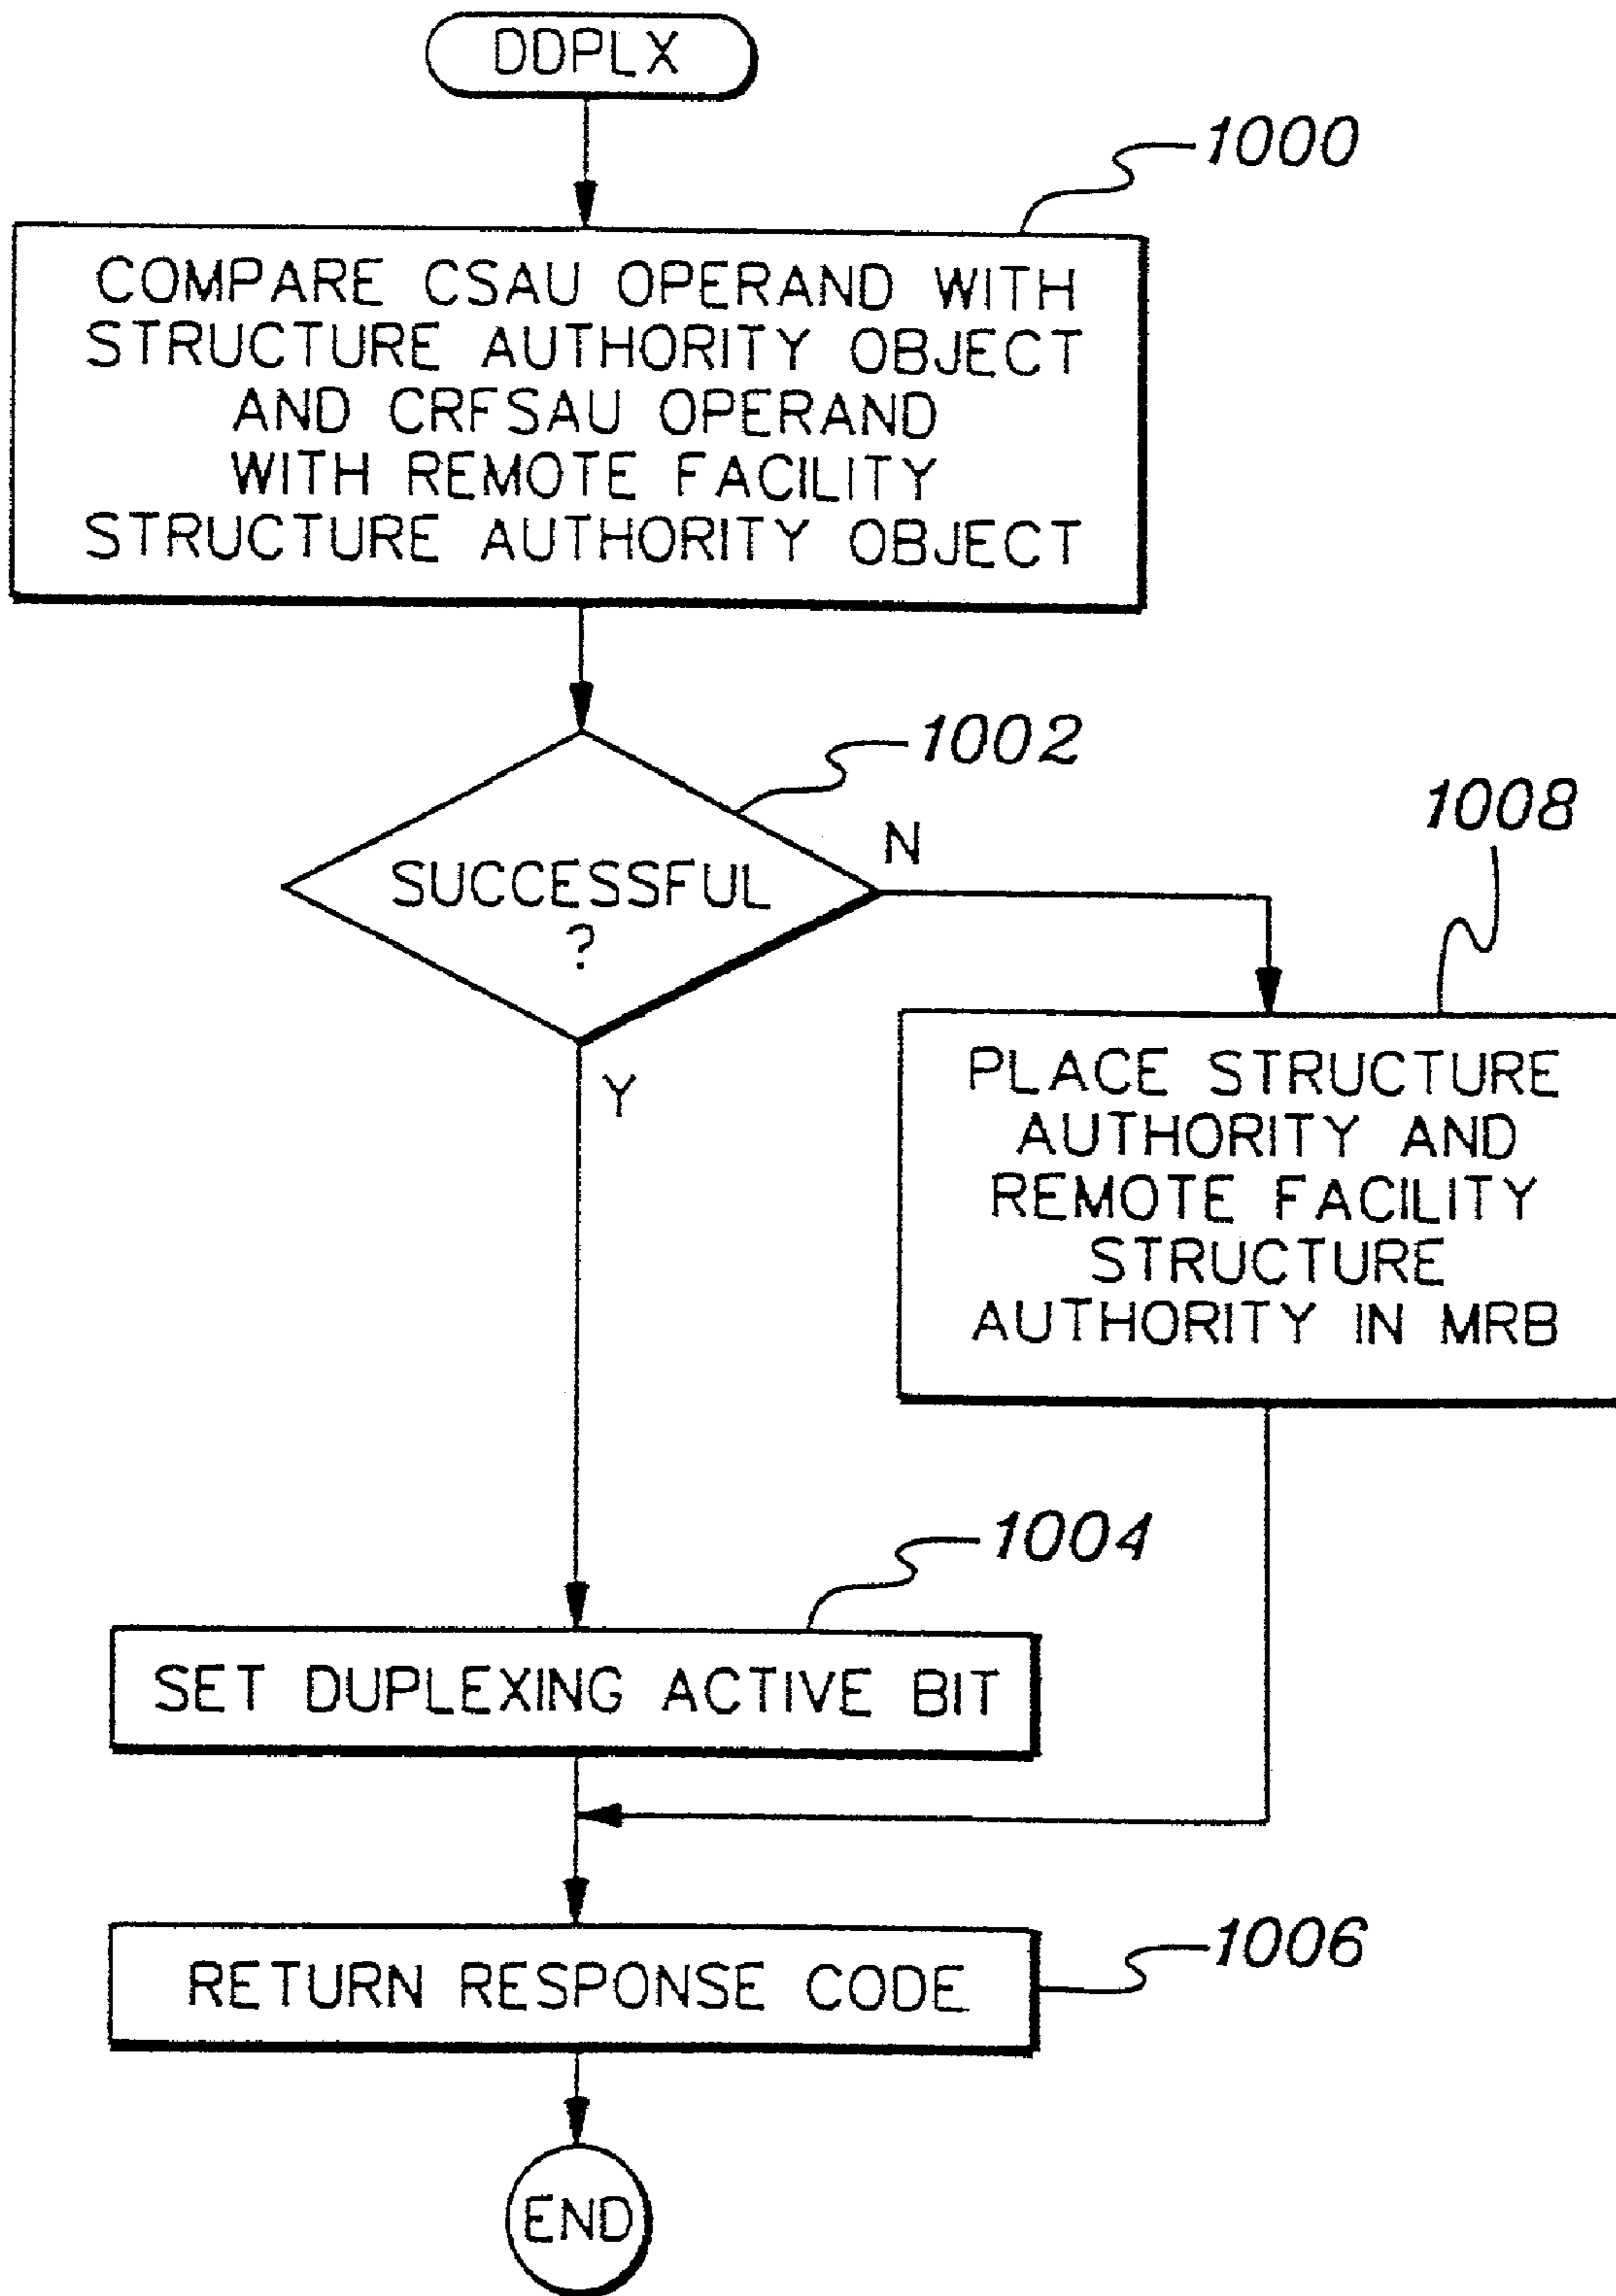 DDPLX
1000
COMPARE CSAU OPERAND WITH
STRUCTURE AUTHORITY OBJECT
AND CRFSAU OPERAND
WITH REMOTE FACILITY
STRUCTURE AUTHORITY OBJECT
1002
SUCCESSFUL
?
N
Y
1008
PLACE STRUCTURE
AUTHORITY AND
REMOTE FACILITY
STRUCTURE
AUTHORITY IN MRB
1004
SET DUPLEXING ACTIVE BIT
RETURN RESPONSE CODE
1006
END